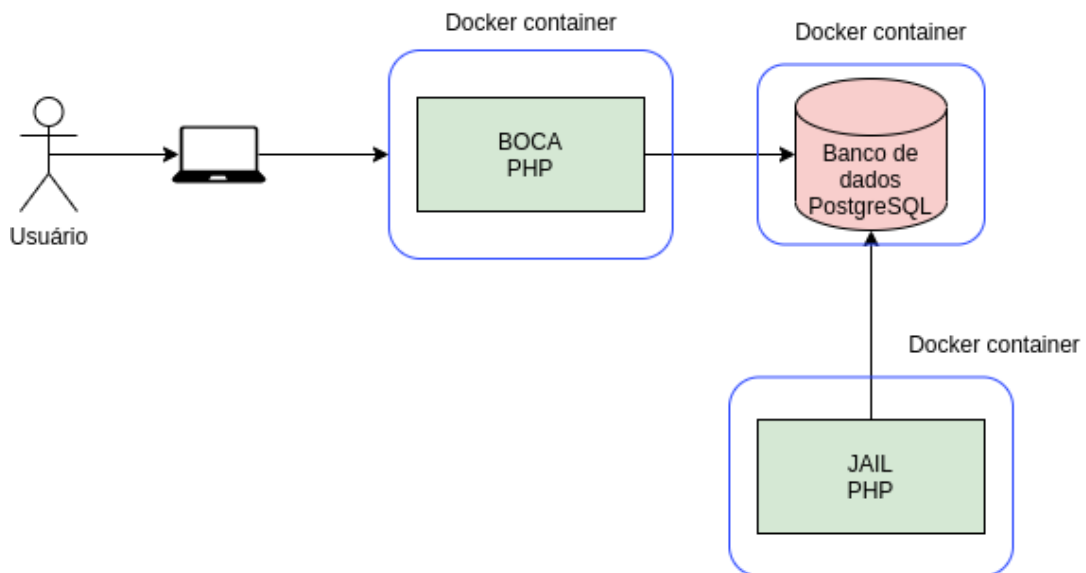 Docker container
Docker container
BOCA
PHP
Banco de
dados
PostgreSQL
Usuário
Docker container
JAIL
PHP